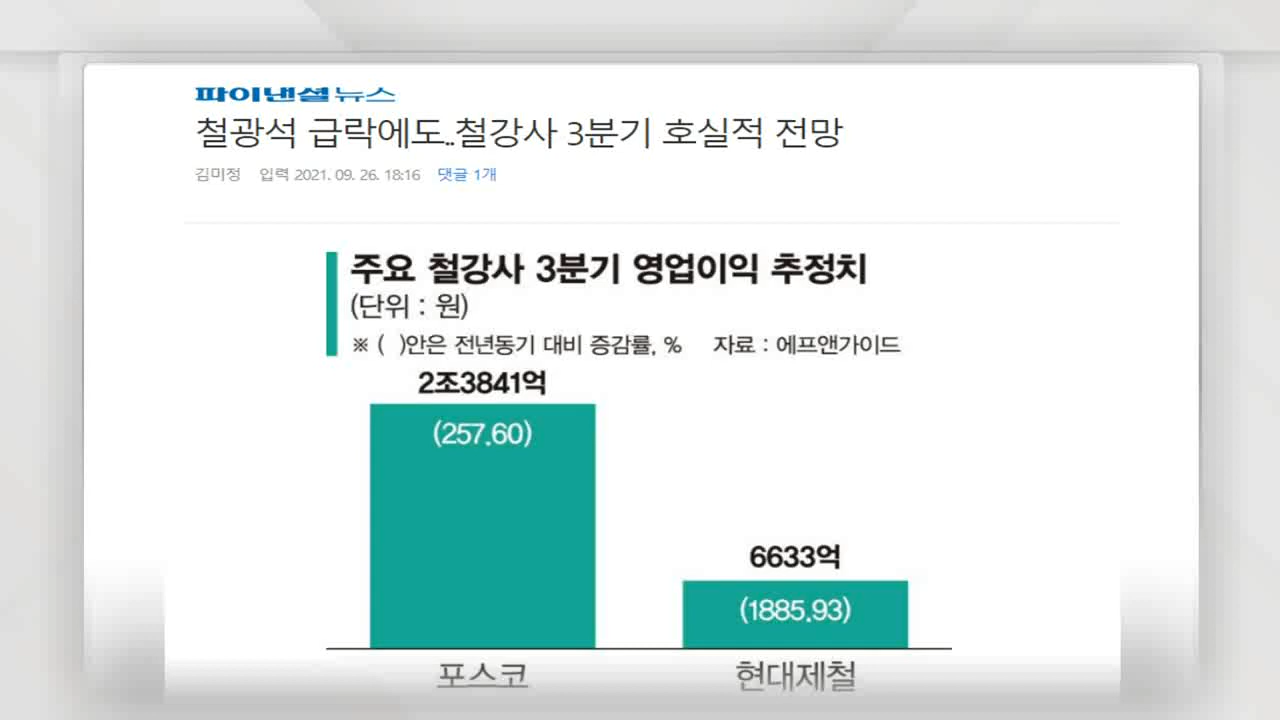 파이낸셜뉴스
철광석 급락에도..철강사 3분기 호실적 전망
김미정 입력 2021. 09. 26. 18:16 댓글 1개
주요 철강사 3분기 영업이익 추정치
(단위 : 원)
※ ( )안은 전년동기 대비 증감률, % 자료 : 에프앤가이드
2조3841억
(257.60)
6633억
(1885.93)
포스코 현대제철